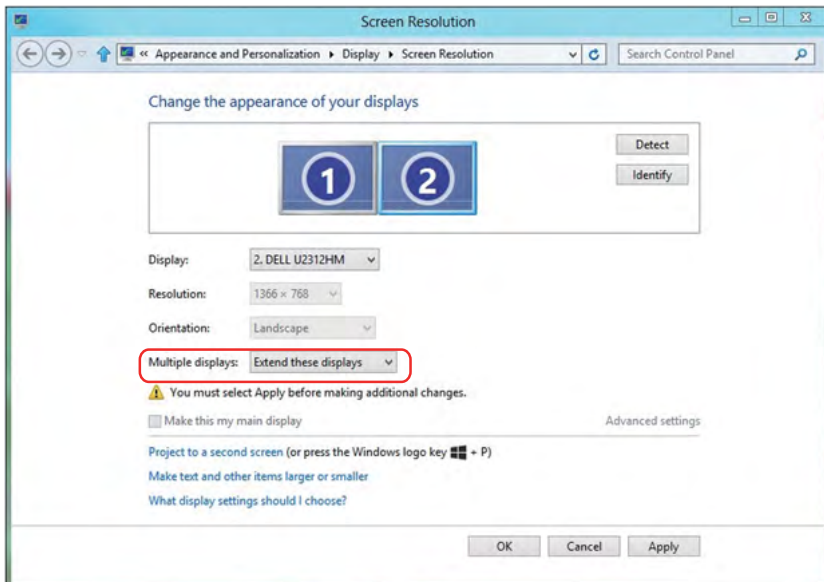 Screen Resolution
« Appearance and Personalization ▸ Display ▸ Screen Resolution
Search Control Panel
Change the appearance of your displays
1 2
Detect
Identify
Display: 2. DELL U2312HM
Resolution: 1366 × 768
Orientation: Landscape
Multiple displays: Extend these displays
You must select Apply before making additional changes.
Make this my main display
Advanced settings
Project to a second screen (or press the Windows logo key + P)
Make text and other items larger or smaller
What display settings should I choose?
OK Cancel Apply